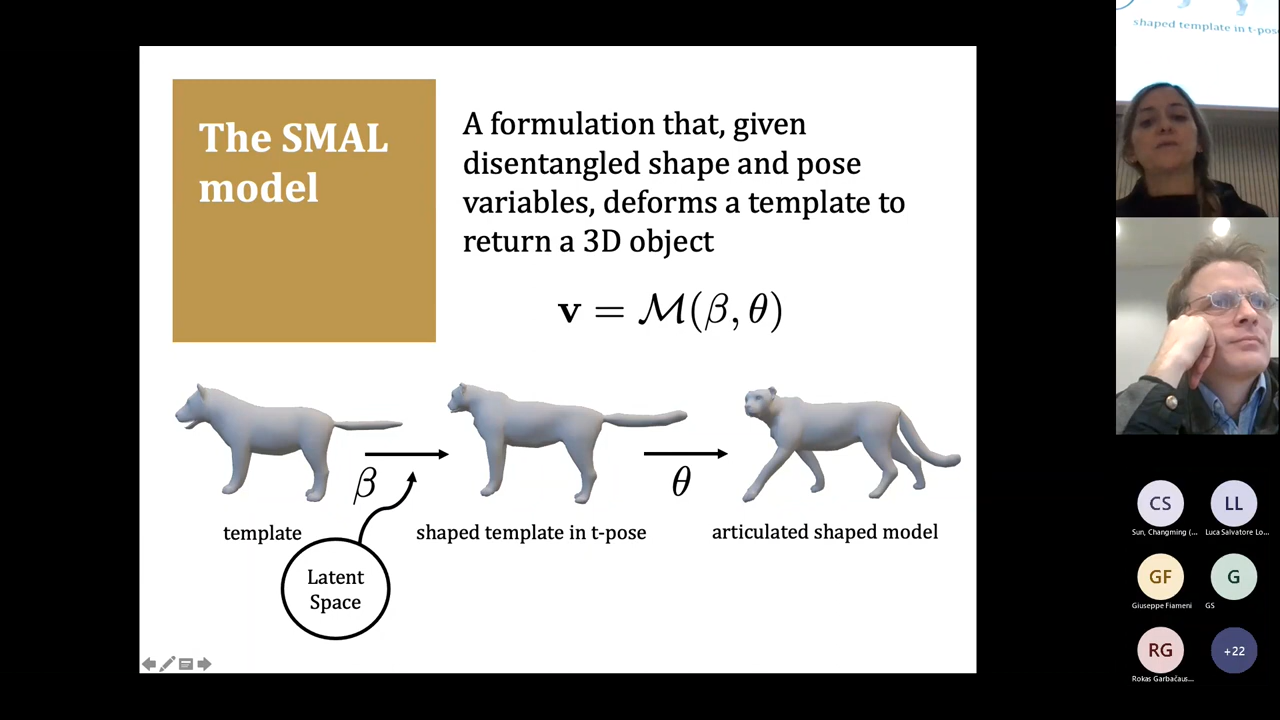 The SMAL
model
A formulation that, given
disentangled shape and pose
variables, deforms a template to
return a 3D object
v = M(β, θ)
β
θ
template
shaped template in t-pose
articulated shaped model
Latent
Space
shaped template in t-pos
CS
LL
Sun, Changming (...
Luca Salvatore Lo...
GF
G
Giuseppe Fiameni
GS
RG
+22
Rokas Garbačaus...